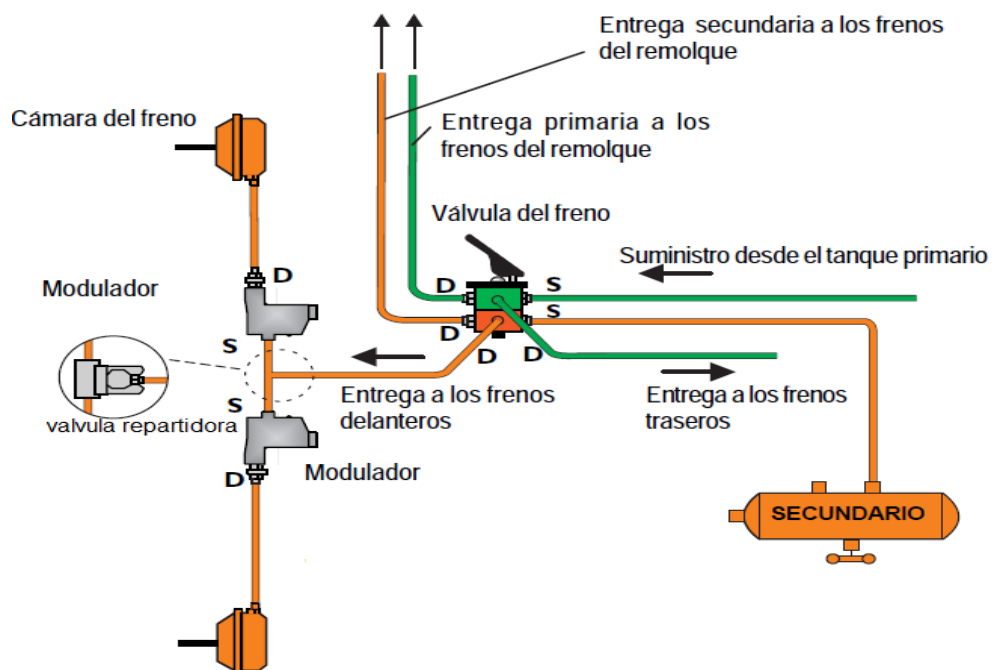 Entrega secundaria a los frenos
del remolque
Cámara del freno
Entrega primaria a los
frenos del remolque
Válvula del freno
Suministro desde el tanque primario
D
D
S
Modulador
S
D
S
D
D
Entrega a los frenos
delanteros
Entrega a los frenos
traseros
S
valvula repartidora
Modulador
D
SECUNDARIO